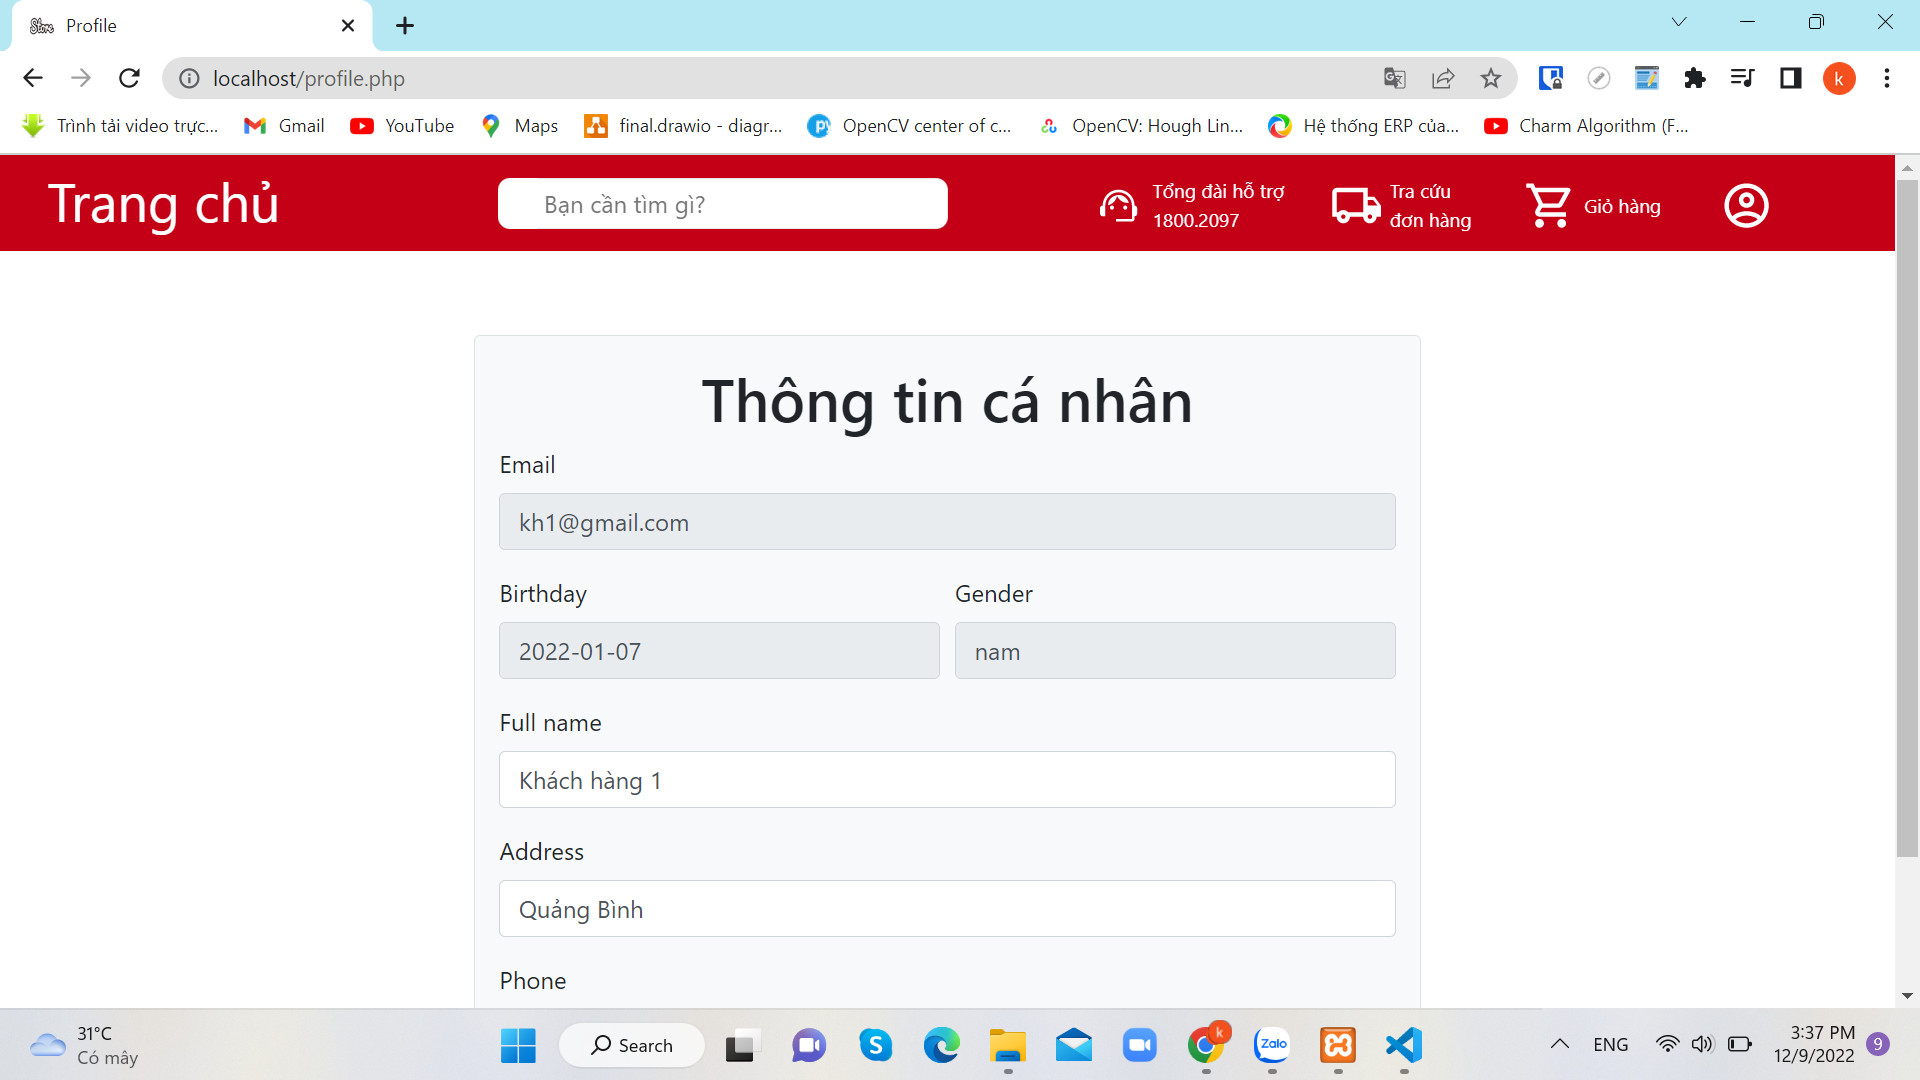 Store Profile
localhost/profile.php
k
Trình tải video trực... Gmail YouTube Maps final.drawio - diagr... OpenCV center of c... OpenCV: Hough Lin... Hệ thống ERP của... Charm Algorithm (F...
Trang chủ
Bạn cần tìm gì?
Tổng đài hỗ trợ
1800.2097
Tra cứu
đơn hàng
Giỏ hàng
Thông tin cá nhân
Email
kh1@gmail.com
Birthday Gender
2022-01-07 nam
Full name
Khách hàng 1
Address
Quảng Bình
Phone
31°C
Có mây
Search
k
Zalo
ENG
3:37 PM
12/9/2022
9